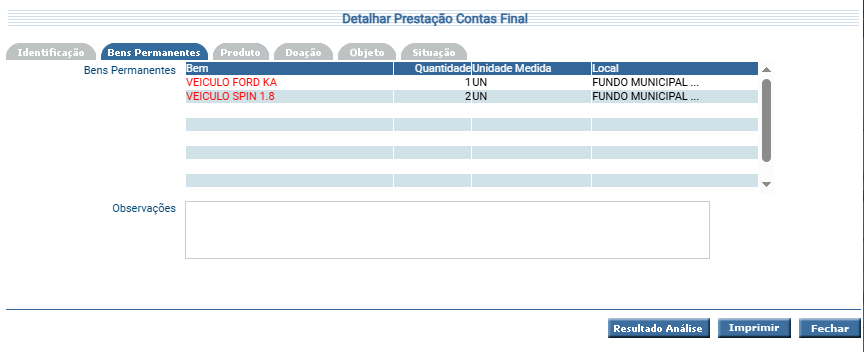 Detalhar Prestação Contas Final
Identificação Bens Permanentes Produto Doação Objeto Situação
Bens Permanentes
Bem Quantidade Unidade Medida Local
VEICULO FORD KA 1 UN FUNDO MUNICIPAL ...
VEICULO SPIN 1.8 2 UN FUNDO MUNICIPAL ...
Observações
Resultado Análise Imprimir Fechar